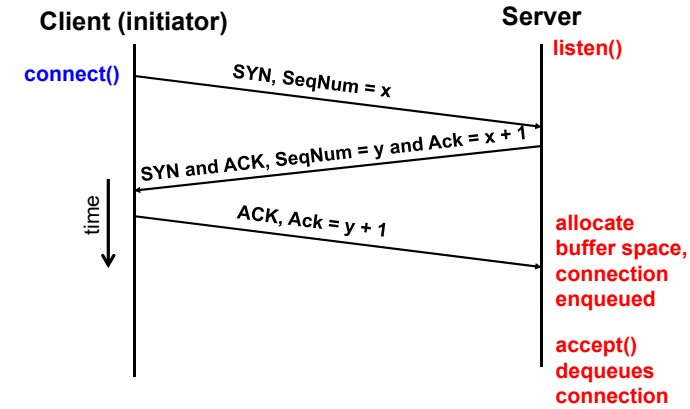 Client (initiator)
Server
listen()
connect()
SYN, SeqNum = x
SYN and ACK, SeqNum = y and Ack = x + 1
time
ACK, Ack = y + 1
allocate
buffer space,
connection
enqueued
accept()
dequeues
connection